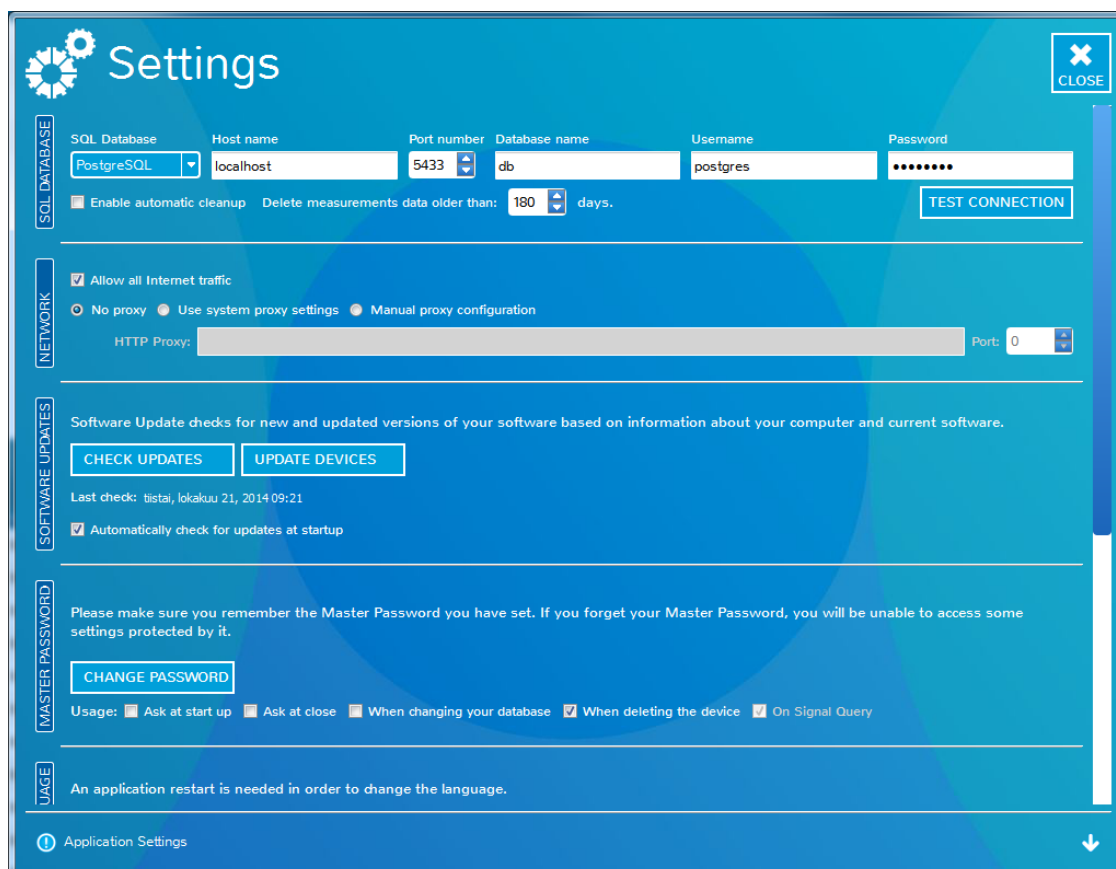 Settings
CLOSE
SQL DATABASE
SQL Database Host name Port number Database name Username Password
PostgreSQL localhost 5433 db postgres ••••••••
Enable automatic cleanup Delete measurements data older than: 180 days.
TEST CONNECTION
NETWORK
Allow all Internet traffic
No proxy Use system proxy settings Manual proxy configuration
HTTP Proxy: Port: 0
SOFTWARE UPDATES
Software Update checks for new and updated versions of your software based on information about your computer and current software.
CHECK UPDATES UPDATE DEVICES
Last check: tiistai, lokakuu 21, 2014 09:21
Automatically check for updates at startup
MASTER PASSWORD
Please make sure you remember the Master Password you have set. If you forget your Master Password, you will be unable to access some
settings protected by it.
CHANGE PASSWORD
Usage: Ask at start up Ask at close When changing your database When deleting the device On Signal Query
UAGE
An application restart is needed in order to change the language.
Application Settings